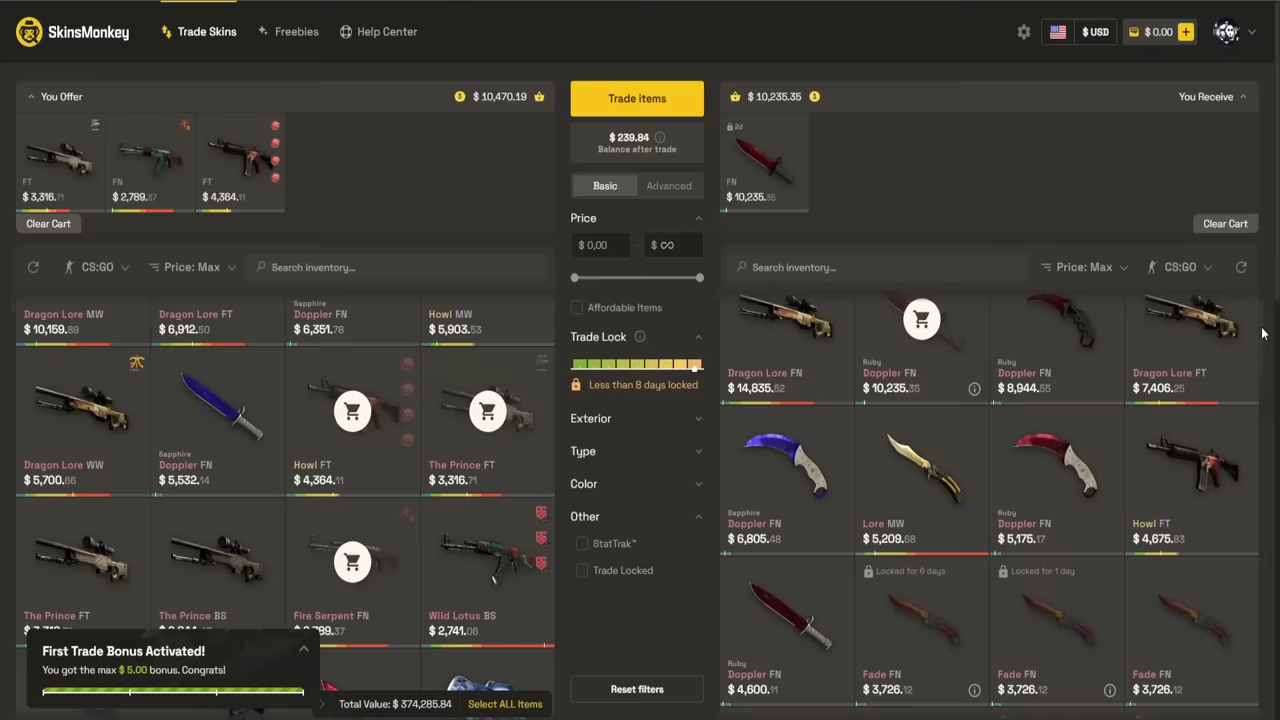 SkinsMonkey
Trade Skins
Freebies
Help Center
$ USD
$ 0.00
You Offer
3
$ 10,470.19
Trade items
$ 10,235.35
1
You Receive
FT
$ 3,316.71
FN
$ 2,789.37
FT
$ 4,364.11
$ 239.84
Balance after trade
2d
FN
$ 10,235.35
Basic
Advanced
Clear Cart
Price
Clear Cart
$ 0,00
-
$ ∞
CS:GO
Price: Max
Search inventory...
Search inventory...
Price: Max
CS:GO
Dragon Lore MW
$ 10,159.89
Dragon Lore FT
$ 6,912.50
Sapphire
Doppler FN
$ 6,351.78
Howl MW
$ 5,903.53
Affordable Items
Trade Lock
Less than 8 days locked
Dragon Lore FN
$ 14,835.52
Ruby
Doppler FN
$ 10,235.35
Ruby
Doppler FN
$ 8,944.55
Dragon Lore FT
$ 7,406.25
Dragon Lore WW
$ 5,700.66
Sapphire
Doppler FN
$ 5,532.14
Howl FT
$ 4,364.11
The Prince FT
$ 3,316.71
Exterior
Type
Color
Other
StatTrak™
Trade Locked
Sapphire
Doppler FN
$ 6,805.48
Lore MW
$ 5,209.68
Ruby
Doppler FN
$ 5,175.17
Howl FT
$ 4,675.83
The Prince FT
The Prince BS
Fire Serpent FN
Wild Lotus BS
$ 2,741.06
Ruby
Doppler FN
$ 4,600.11
Locked for 6 days
Fade FN
$ 3,726.12
Locked for 1 day
Fade FN
$ 3,726.12
Fade FN
$ 3,726.12
First Trade Bonus Activated!
You got the max $ 5.00 bonus. Congrats!
Total Value: $ 374,285.84
Select ALL Items
Reset filters